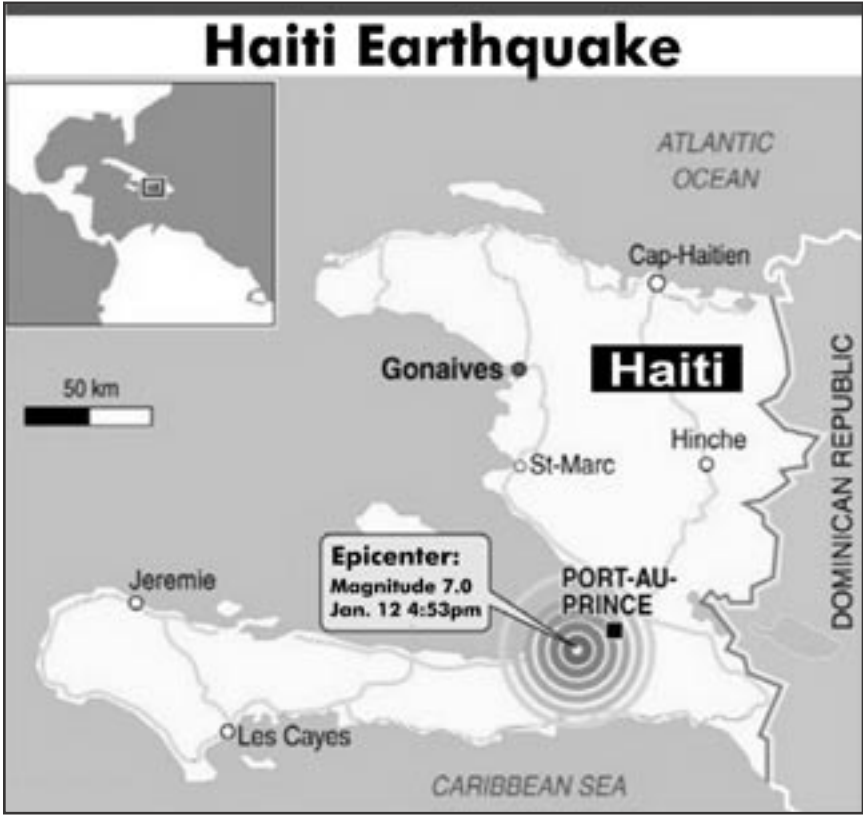 Haiti Earthquake
ATLANTIC
OCEAN
Cap-Haitien
Gonaives
Haiti
50 km
DOMINICAN REPUBLIC
Hinche
St-Marc
Epicenter:
Magnitude 7.0
Jan. 12 4:53pm
PORT-AU-
PRINCE
Jeremie
Les Cayes
CARIBBEAN SEA